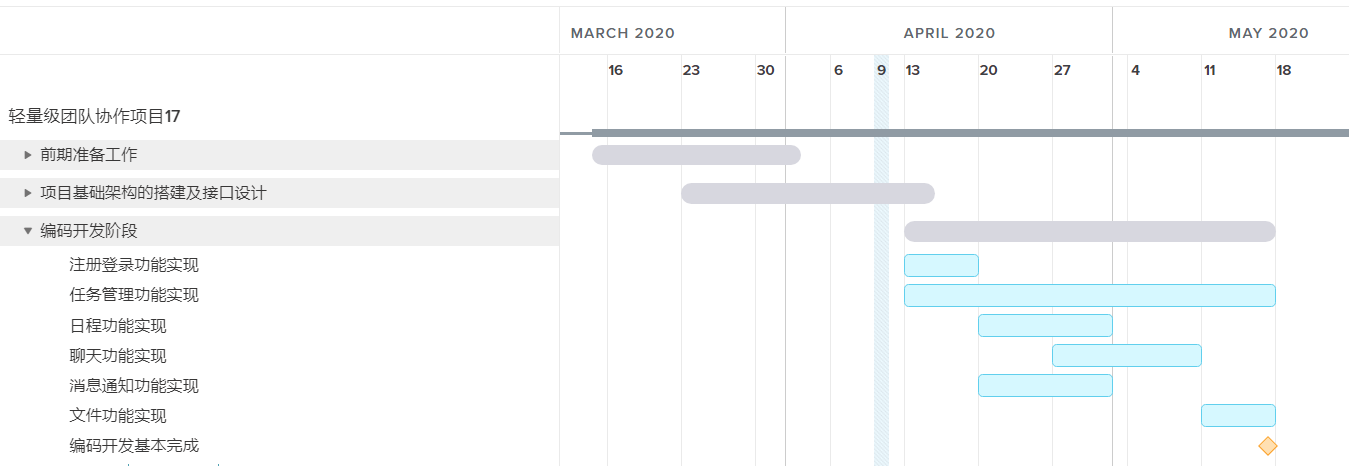 MARCH 2020 APRIL 2020 MAY 2020
16 23 30 6 9 13 20 27 4 11 18
轻量级团队协作项目17
前期准备工作
项目基础架构的搭建及接口设计
编码开发阶段
注册登录功能实现
任务管理功能实现
日程功能实现
聊天功能实现
消息通知功能实现
文件功能实现
编码开发基本完成